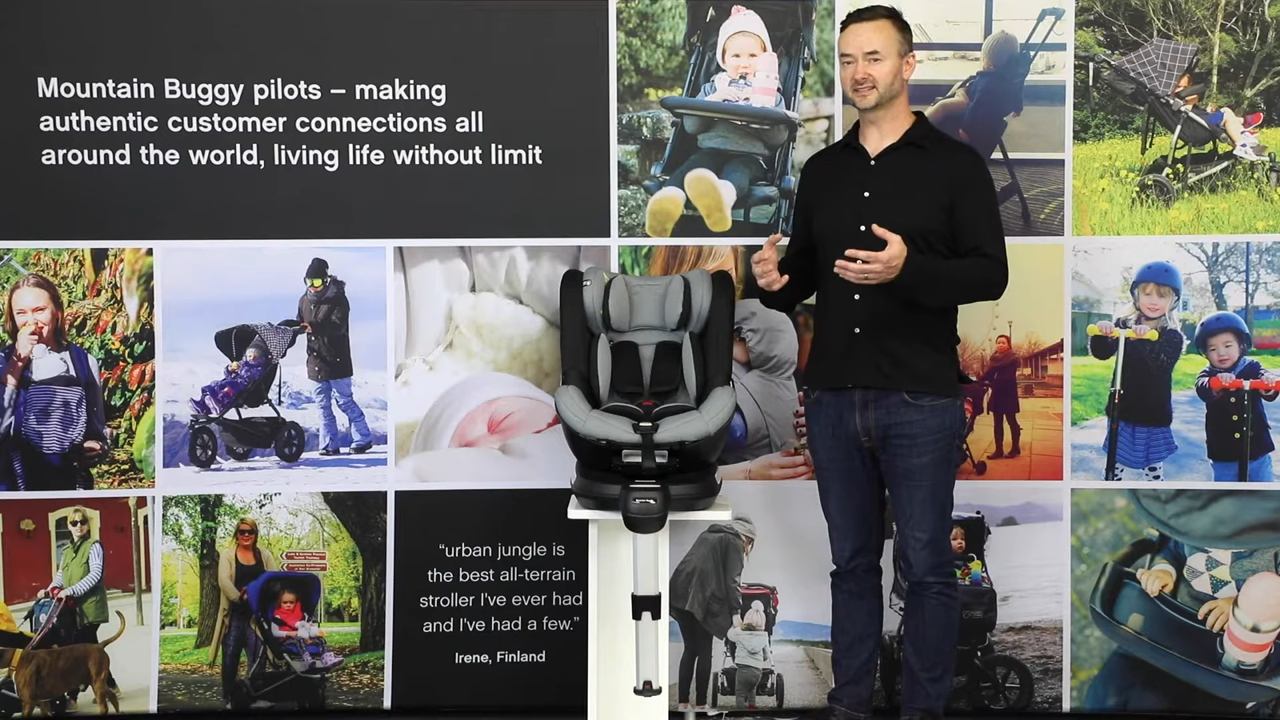 Mountain Buggy pilots – making
authentic customer connections all
around the world, living life without limit
“urban jungle is
the best all-terrain
stroller I've ever had
and I've had a few.”
Irene, Finland